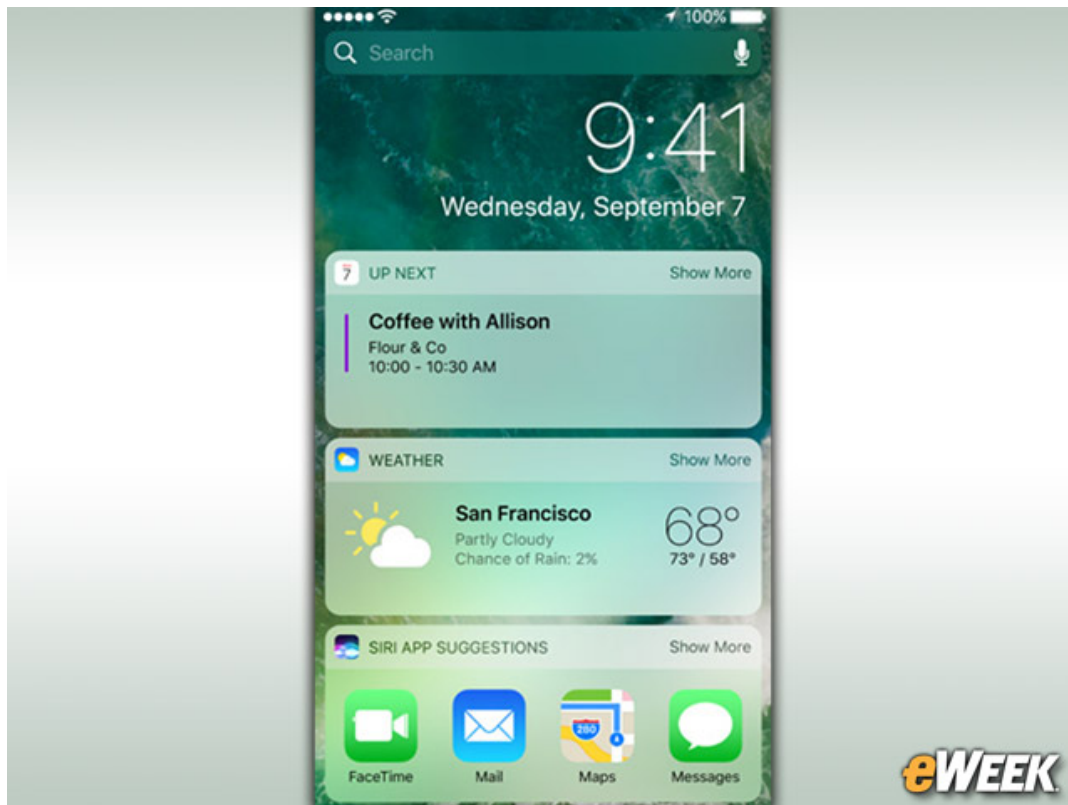 100%
Search
9:41
Wednesday, September 7
7 UP NEXT Show More
Coffee with Allison
Flour & Co
10:00 - 10:30 AM
WEATHER Show More
San Francisco 68°
Partly Cloudy
Chance of Rain: 2% 73° / 58°
SIRI APP SUGGESTIONS Show More
280
FaceTime Mail Maps Messages
eWEEK